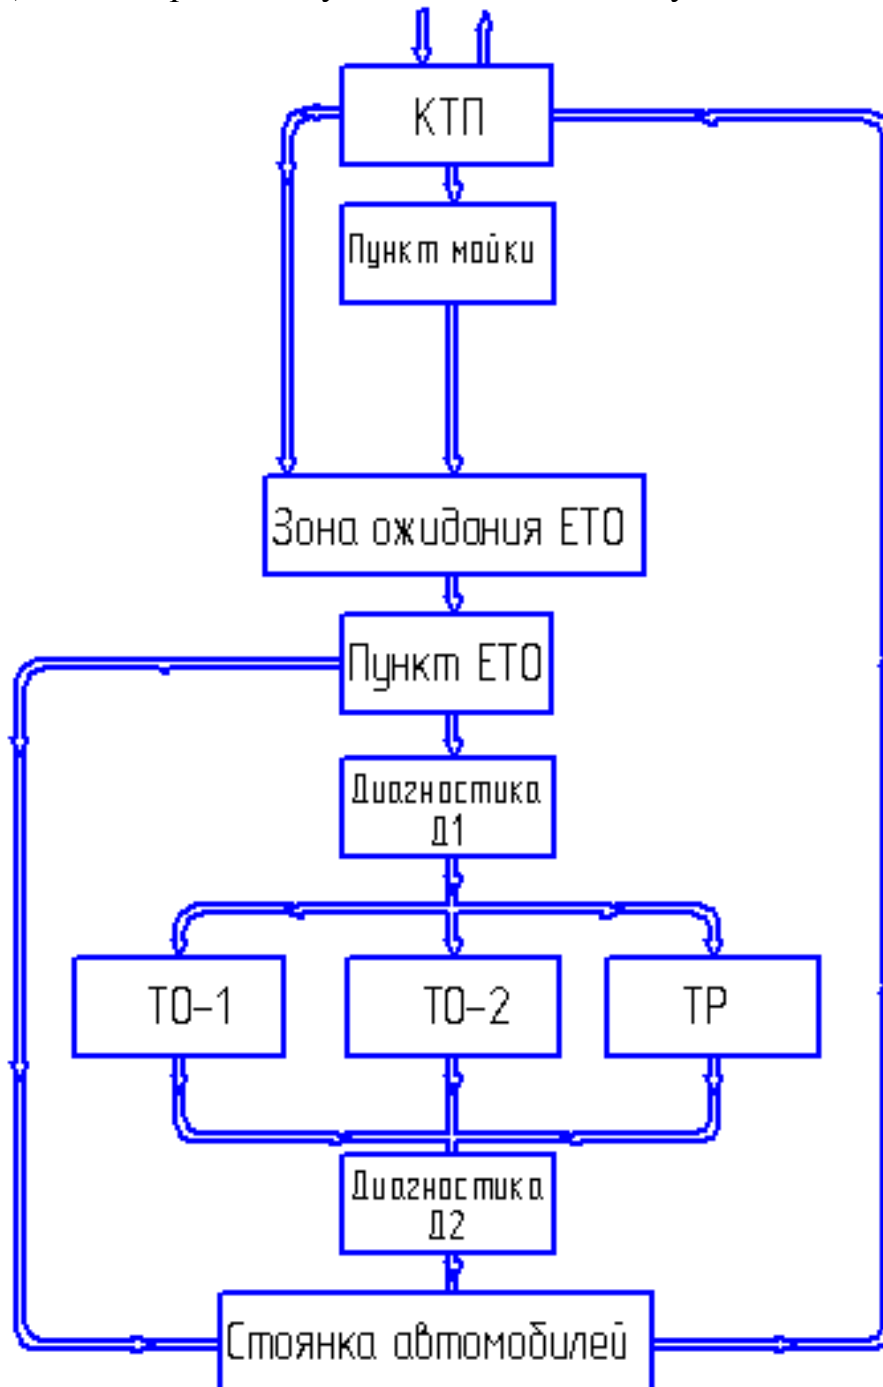 КТП
Пункт мойки
Зона ожидания ЕТО
Пункт ЕТО
Диагностика
Д1
ТО-1
ТО-2
ТР
Диагностика
Д2
Стоянка автомобилей